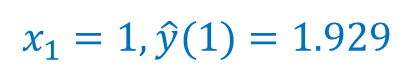 x₁ = 1, ŷ(1) = 1.929